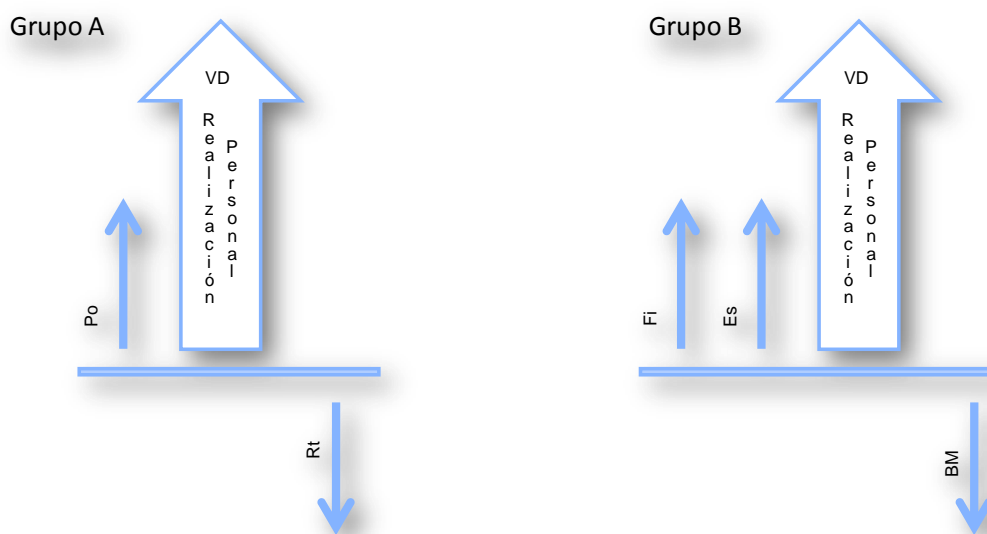 Grupo A
VD
Realización
Personal
Po
Rt
Grupo B
VD
Realización
Personal
Fi
Es
BM